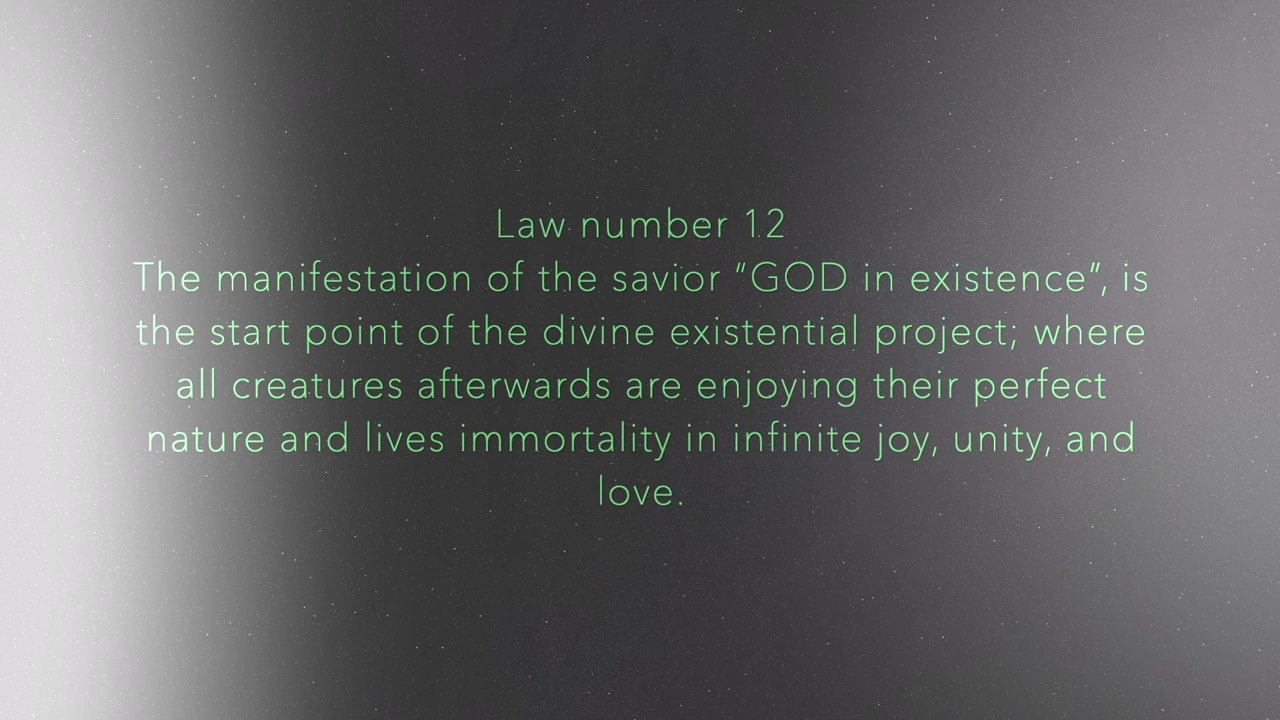 Law number 12
The manifestation of the savior “GOD in existence”, is
the start point of the divine existential project; where
all creatures afterwards are enjoying their perfect
nature and lives immortality in infinite joy, unity, and
love.